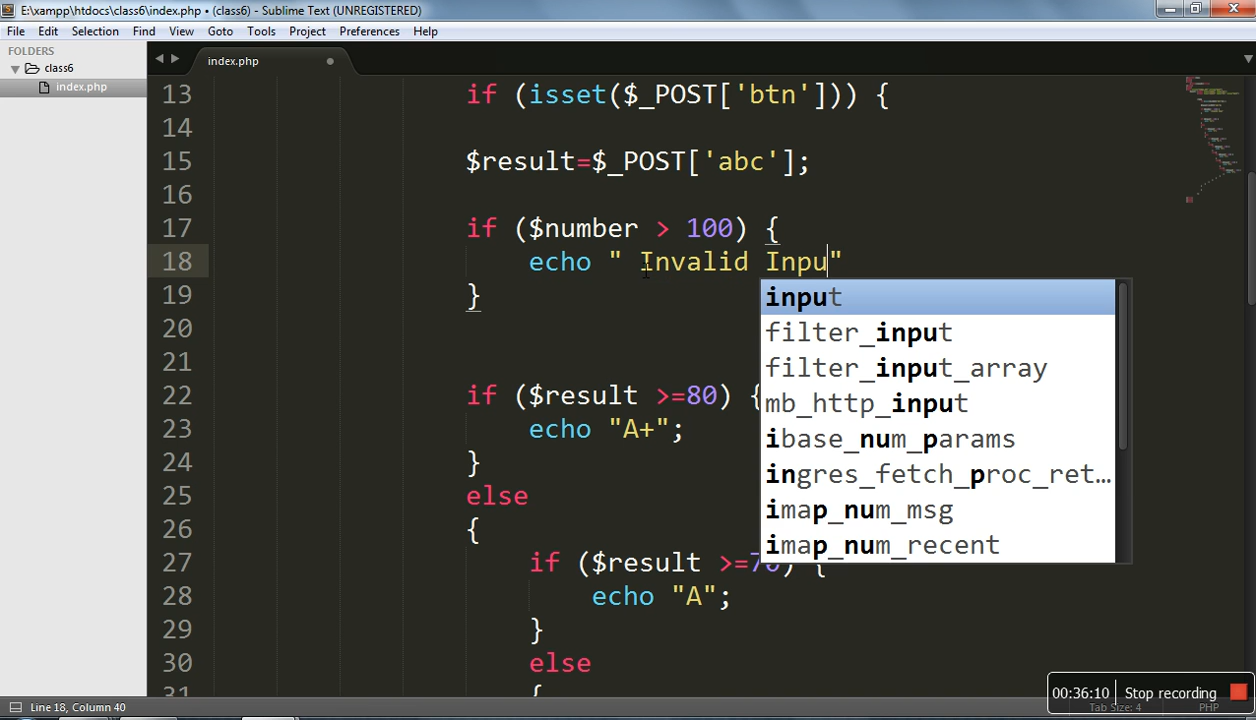 E:\xampp\htdocs\class6\index.php • (class6) - Sublime Text (UNREGISTERED)
File Edit Selection Find View Goto Tools Project Preferences Help
FOLDERS
class6
index.php
index.php
13 if (isset($_POST['btn'])) {
14
15 $result=$_POST['abc'];
16
17 if ($number > 100) {
18 echo " Invalid Inpu"
19 }
input
20
filter_input
21
filter_input_array
22 if ($result >=80) {
mb_http_input
23 echo "A+";
ibase_num_params
24 }
ingres_fetch_proc_ret...
25 else
imap_num_msg
26 {
imap_num_recent
27 if ($result >=70) {
28 echo "A";
29 }
30 else
31 {
00:36:10 Stop recording
Line 18, Column 40
Tab Size: 4 PHP